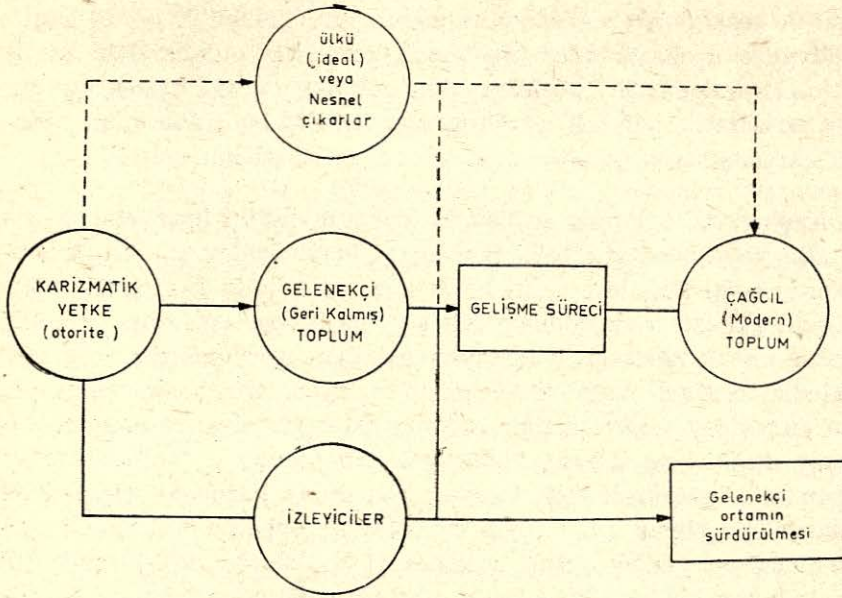 ülkü
(ideal)
veya
Nesnel
çıkarlar
KARİZMATİK
YETKE
(otorite)
GELENEKÇİ
(Geri Kalmış)
TOPLUM
GELİŞME SÜRECİ
ÇAĞCIL
(Modern)
TOPLUM
İZLEYİCİLER
Gelenekçi
ortamın
sürdürülmesi